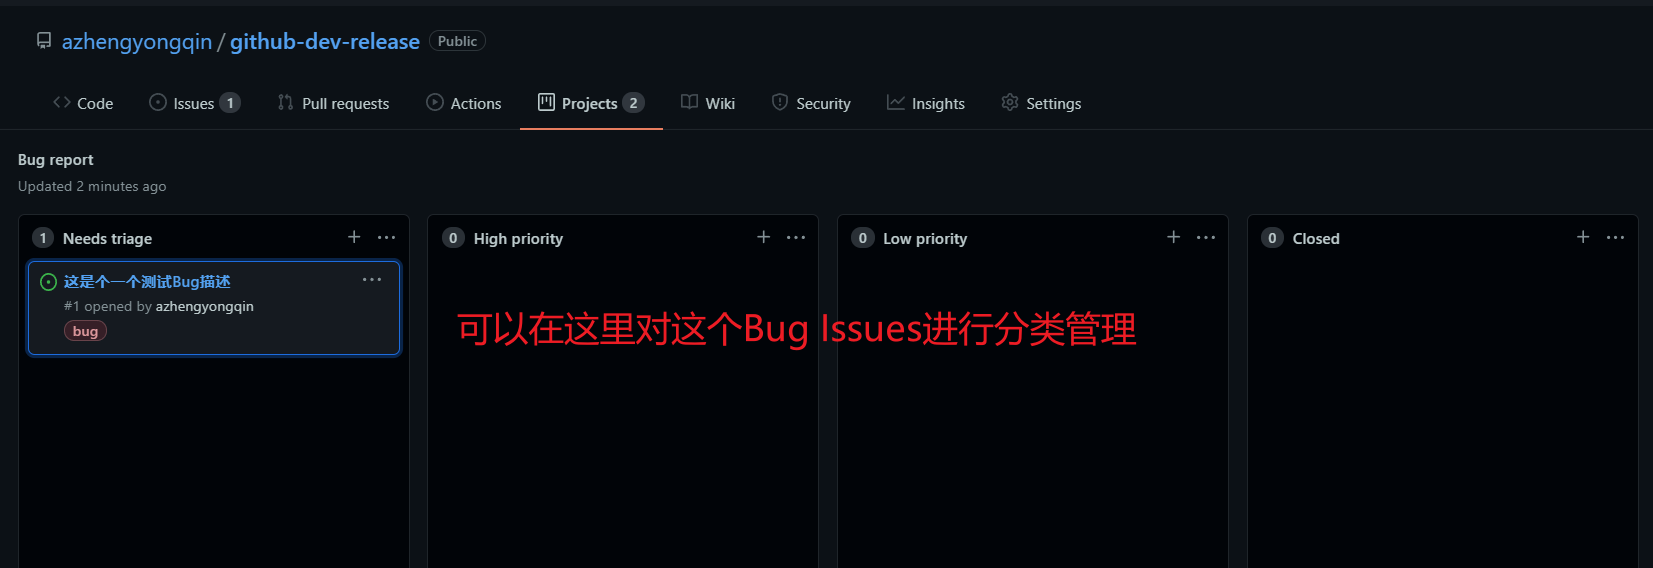 azhengyongqin / github-dev-release Public
Code Issues 1 Pull requests Actions Projects 2 Wiki Security Insights Settings
Bug report
Updated 2 minutes ago
1 Needs triage
这是个一个测试Bug描述
#1 opened by azhengyongqin
bug
0 High priority
0 Low priority
0 Closed
可以在这里对这个Bug Issues进行分类管理